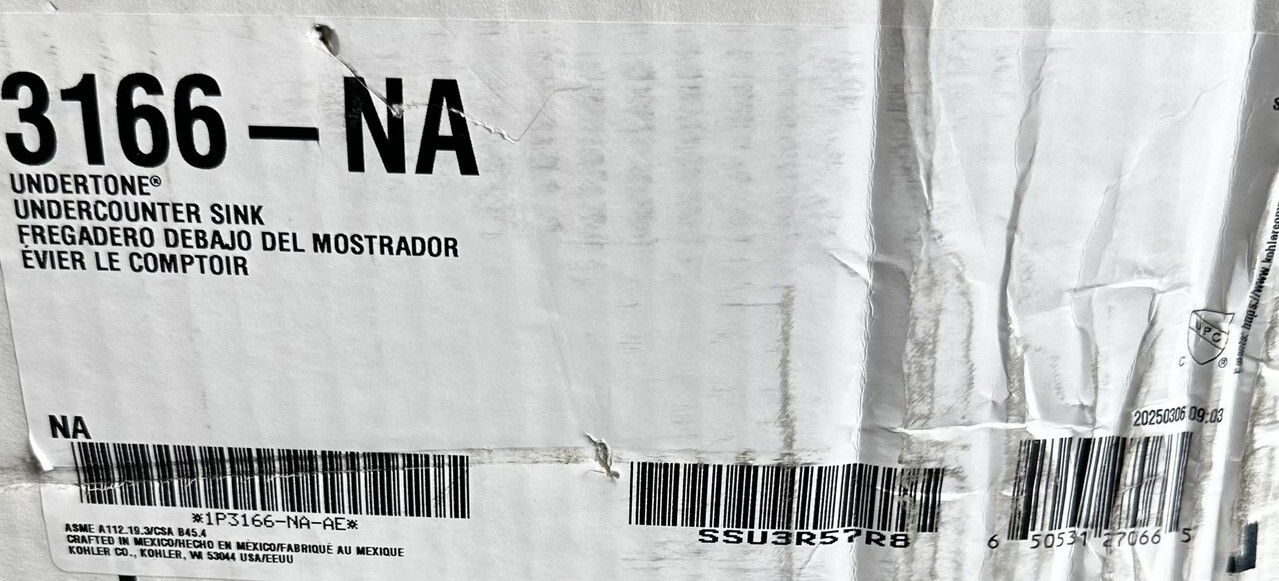 3166-NA
UNDERTONE®
UNDERCOUNTER SINK
FREGADERO DEBAJO DEL MOSTRADOR
ÉVIER LE COMPTOIR
UPC
C ®
20250306 09:03
NA
*1P3166-NA-AE*
SSU3R57R8
6 50531 27066 5
ASME A112.19.3/CSA B45.4
CRAFTED IN MEXICO/HECHO EN MÉXICO/FABRIQUÉ AU MEXIQUE
KOHLER CO., KOHLER, WI 53044 USA/EEUU